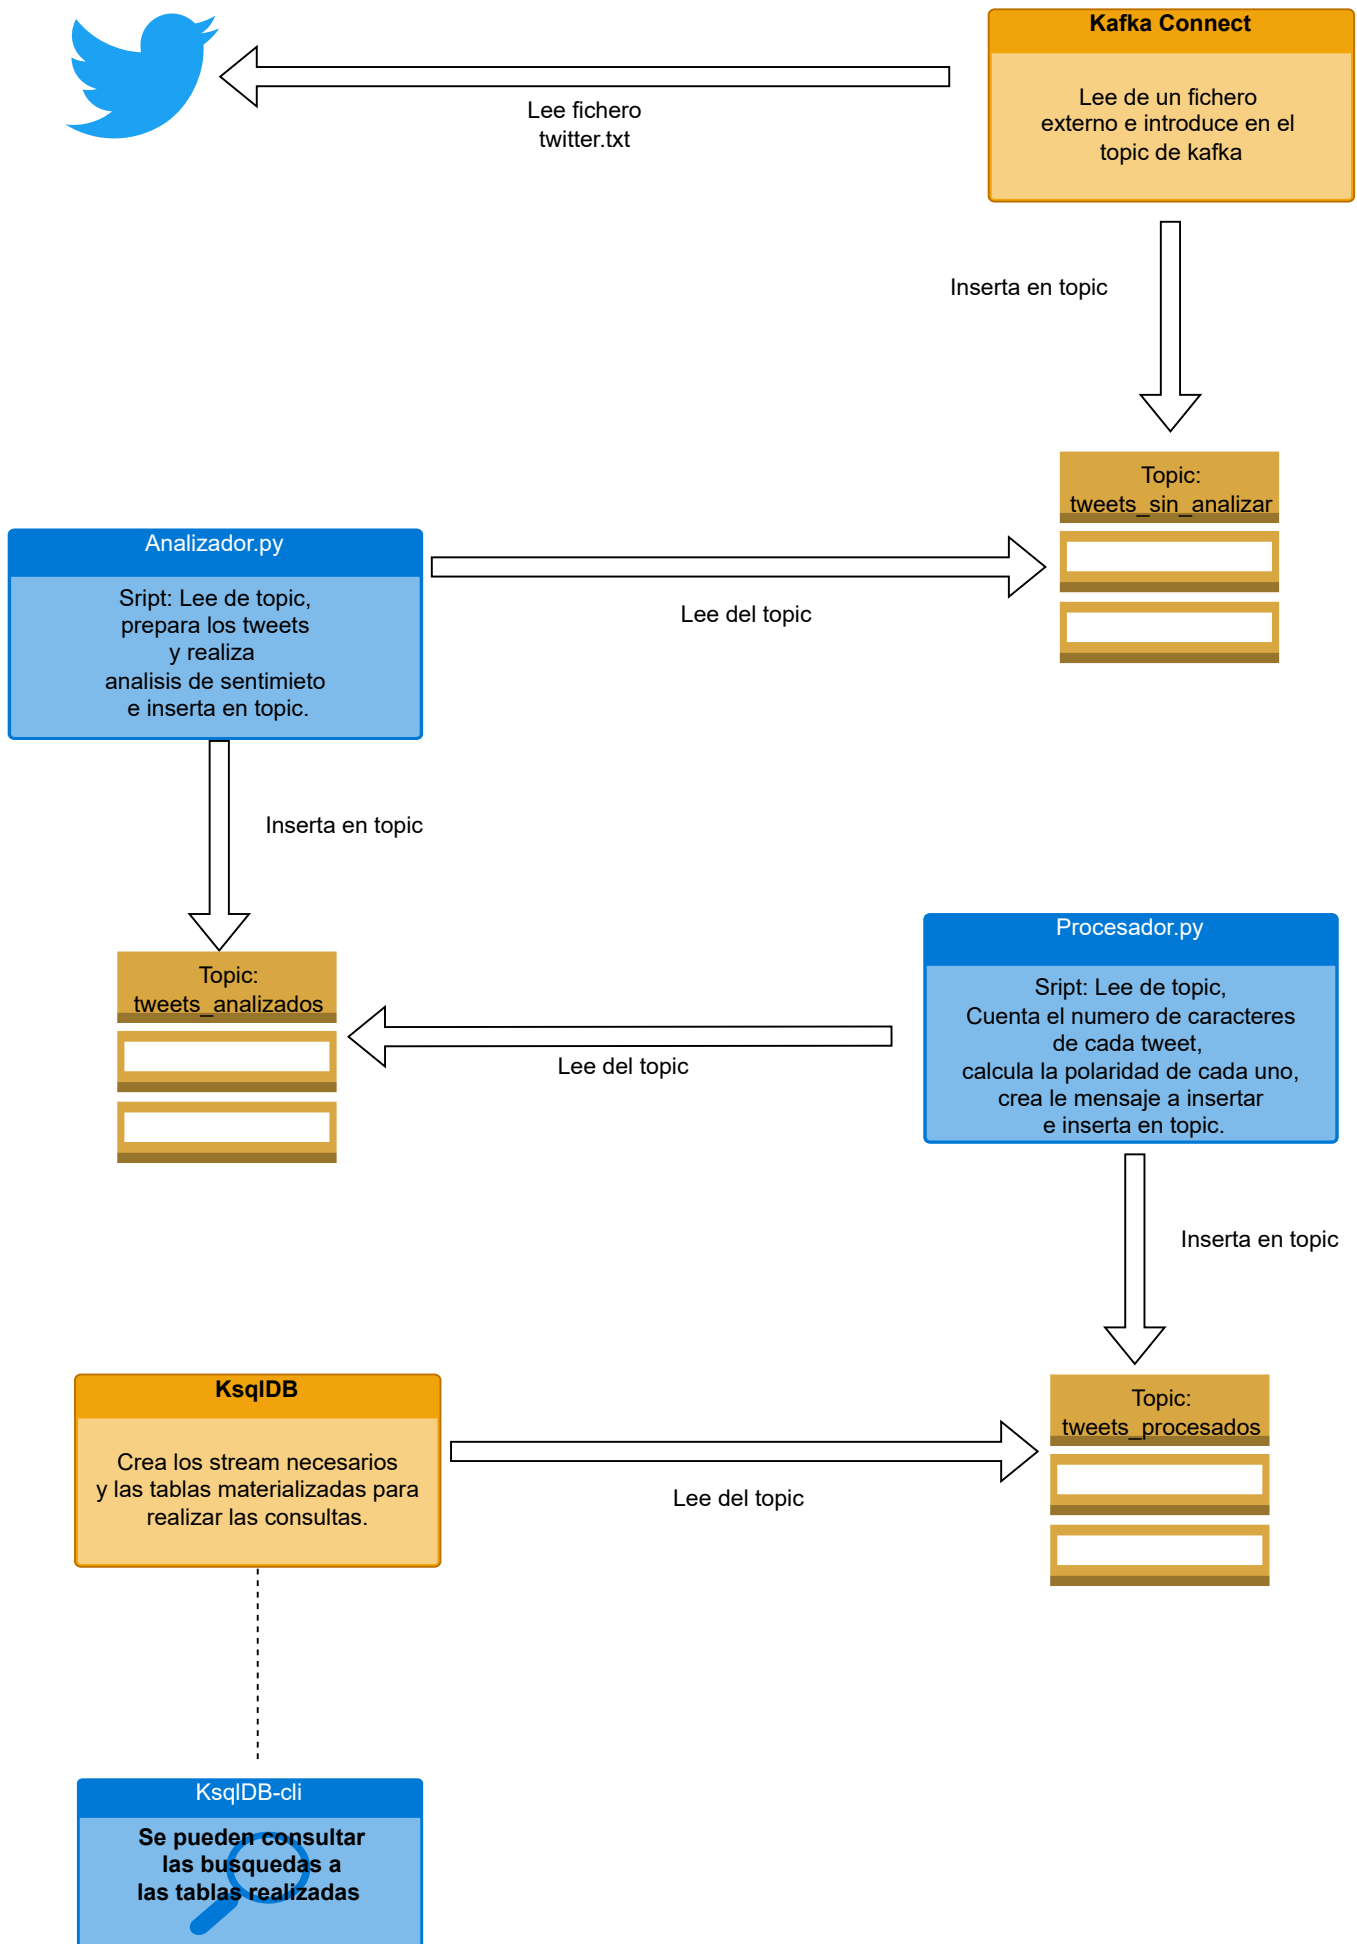 Kafka Connect
Lee de un fichero
externo e introduce en el
topic de kafka
Lee fichero
twitter.txt
Inserta en topic
Topic:
tweets_sin_analizar
Analizador.py
Sript: Lee de topic,
prepara los tweets
y realiza
analisis de sentimieto
e inserta en topic.
Lee del topic
Inserta en topic
Procesador.py
Sript: Lee de topic,
Cuenta el numero de caracteres
de cada tweet,
calcula la polaridad de cada uno,
crea le mensaje a insertar
e inserta en topic.
Topic:
tweets_analizados
Lee del topic
Inserta en topic
KsqlDB
Crea los stream necesarios
y las tablas materializadas para
realizar las consultas.
Topic:
tweets_procesados
Lee del topic
KsqlDB-cli
Se pueden consultar
las busquedas a
las tablas realizadas